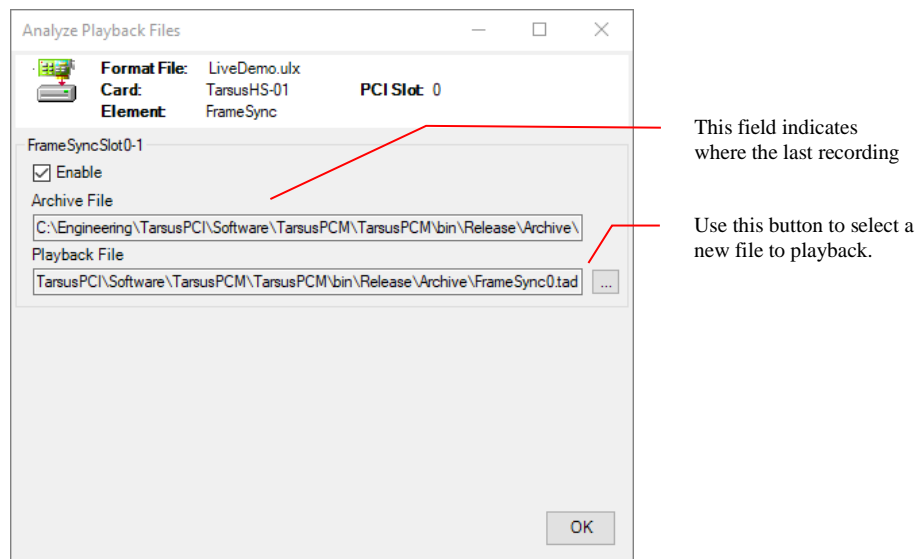 Analyze Playback Files
Format File: LiveDemo.ulx
Card: TarsusHS-01 PCI Slot: 0
Element: FrameSync
FrameSyncSlot0-1
Enable
Archive File
C:\Engineering\TarsusPCI\Software\TarsusPCM\TarsusPCM\bin\Release\Archive\
Playback File
TarsusPCI\Software\TarsusPCM\TarsusPCM\bin\Release\Archive\FrameSync0.tad
...
OK
This field indicates
where the last recording
Use this button to select a
new file to playback.